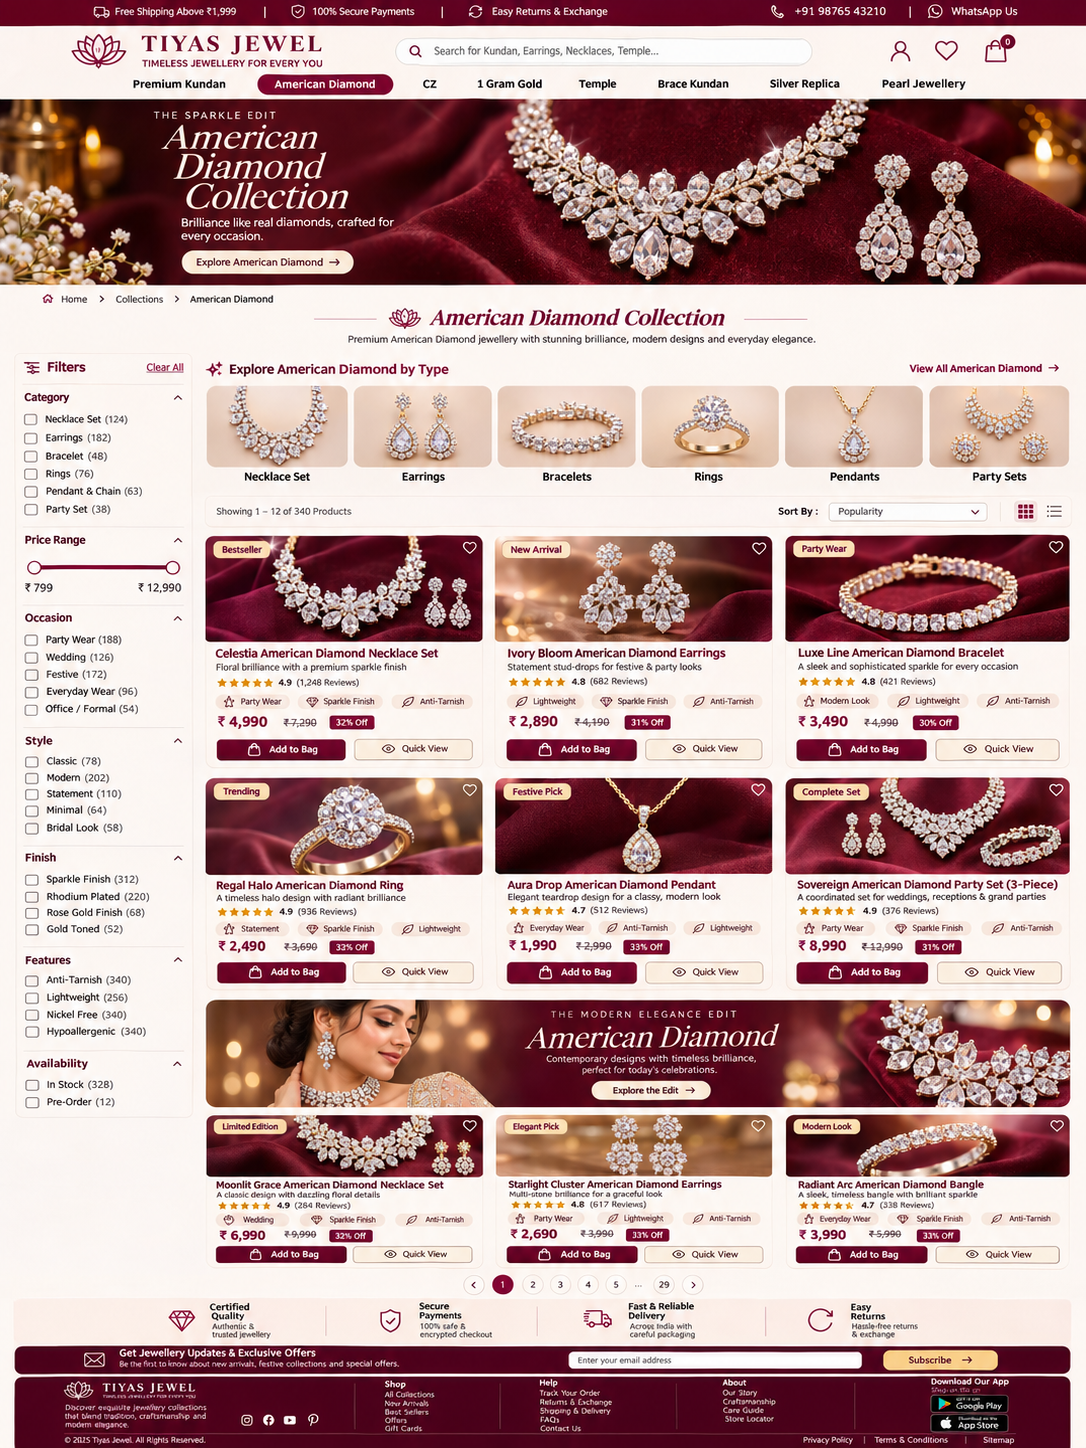 Free Shipping Above ₹1,999 | 100% Secure Payments | Easy Returns & Exchange
+91 98765 43210 | WhatsApp Us
TIYAS JEWEL
TIMELESS JEWELLERY FOR EVERY YOU
Search for Kundan, Earrings, Necklaces, Temple...
0
Premium Kundan American Diamond CZ 1 Gram Gold Temple Brace Kundan Silver Replica Pearl Jewellery
THE SPARKLE EDIT
American
Diamond
Collection
Brilliance like real diamonds, crafted for
every occasion.
Explore American Diamond →
Home > Collections > American Diamond
American Diamond Collection
Premium American Diamond jewellery with stunning brilliance, modern designs and everyday elegance.
Filters Clear All
Category
Necklace Set (124)
Earrings (182)
Bracelet (48)
Rings (76)
Pendant & Chain (63)
Party Set (38)
Price Range
₹ 799 ₹ 12,990
Occasion
Party Wear (188)
Wedding (126)
Festive (172)
Everyday Wear (96)
Office / Formal (54)
Style
Classic (78)
Modern (202)
Statement (110)
Minimal (64)
Bridal Look (58)
Finish
Sparkle Finish (312)
Rhodium Plated (220)
Rose Gold Finish (68)
Gold Toned (52)
Features
Anti-Tarnish (340)
Lightweight (256)
Nickel Free (340)
Hypoallergenic (340)
Availability
In Stock (328)
Pre-Order (12)
Explore American Diamond by Type
View All American Diamond →
Necklace Set Earrings Bracelets Rings Pendants Party Sets
Showing 1 – 12 of 340 Products
Sort By : Popularity
Bestseller
Celestia American Diamond Necklace Set
Floral brilliance with a premium sparkle finish
4.9 (1,248 Reviews)
Party Wear Sparkle Finish Anti-Tarnish
₹ 4,990 ₹ 7,290 32% Off
Add to Bag Quick View
New Arrival
Ivory Bloom American Diamond Earrings
Statement stud-drops for festive & party looks
4.8 (682 Reviews)
Lightweight Sparkle Finish Anti-Tarnish
₹ 2,890 ₹ 4,190 31% Off
Add to Bag Quick View
Party Wear
Luxe Line American Diamond Bracelet
A sleek and sophisticated sparkle for every occasion
4.8 (421 Reviews)
Modern Look Lightweight Anti-Tarnish
₹ 3,490 ₹ 4,990 30% Off
Add to Bag Quick View
Trending
Regal Halo American Diamond Ring
A timeless halo design with radiant brilliance
4.9 (936 Reviews)
Statement Sparkle Finish Lightweight
₹ 2,490 ₹ 3,690 33% Off
Add to Bag Quick View
Festive Pick
Aura Drop American Diamond Pendant
Elegant teardrop design for a classy, modern look
4.7 (512 Reviews)
Everyday Wear Anti-Tarnish Lightweight
₹ 1,990 ₹ 2,990 33% Off
Add to Bag Quick View
Complete Set
Sovereign American Diamond Party Set (3-Piece)
A coordinated set for weddings, receptions & grand parties
4.9 (376 Reviews)
Party Wear Sparkle Finish Anti-Tarnish
₹ 8,990 ₹ 12,990 31% Off
Add to Bag Quick View
THE MODERN ELEGANCE EDIT
American Diamond
Contemporary designs with timeless brilliance,
perfect for today's celebrations.
Explore the Edit →
Limited Edition
Moonlit Grace American Diamond Necklace Set
A classic design with dazzling floral details
4.9 (264 Reviews)
Wedding Sparkle Finish Anti-Tarnish
₹ 6,990 ₹ 9,990 32% Off
Add to Bag Quick View
Elegant Pick
Starlight Cluster American Diamond Earrings
Multi-stone brilliance for a graceful look
4.8 (617 Reviews)
Party Wear Lightweight Anti-Tarnish
₹ 2,690 ₹ 3,990 33% Off
Add to Bag Quick View
Modern Look
Radiant Arc American Diamond Bangle
A sleek, timeless bangle with brilliant sparkle
4.7 (338 Reviews)
Everyday Wear Sparkle Finish Anti-Tarnish
₹ 3,990 ₹ 5,990 33% Off
Add to Bag Quick View
1 2 3 4 5 ... 29
Certified
Quality
Authentic &
trusted jewellery
Secure
Payments
100% safe &
encrypted checkout
Fast & Reliable
Delivery
Across India with
careful packaging
Easy
Returns
Hassle-free returns
& exchange
Get Jewellery Updates & Exclusive Offers
Be the first to know about new arrivals, festive collections and special offers.
Enter your email address
Subscribe →
TIYAS JEWEL
TIMELESS JEWELLERY FOR EVERY YOU
Discover exquisite jewellery collections
that blend tradition, craftsmanship and
modern elegance.
Shop
All Collections
New Arrivals
Best Sellers
Offers
Gift Cards
Help
Track Your Order
Returns & Exchange
Shipping & Delivery
FAQs
Contact Us
About
Our Story
Craftsmanship
Care Guide
Store Locator
Download Our App
Google Play
App Store
© 2025 Tiyas Jewel. All Rights Reserved.
Privacy Policy | Terms & Conditions | Sitemap